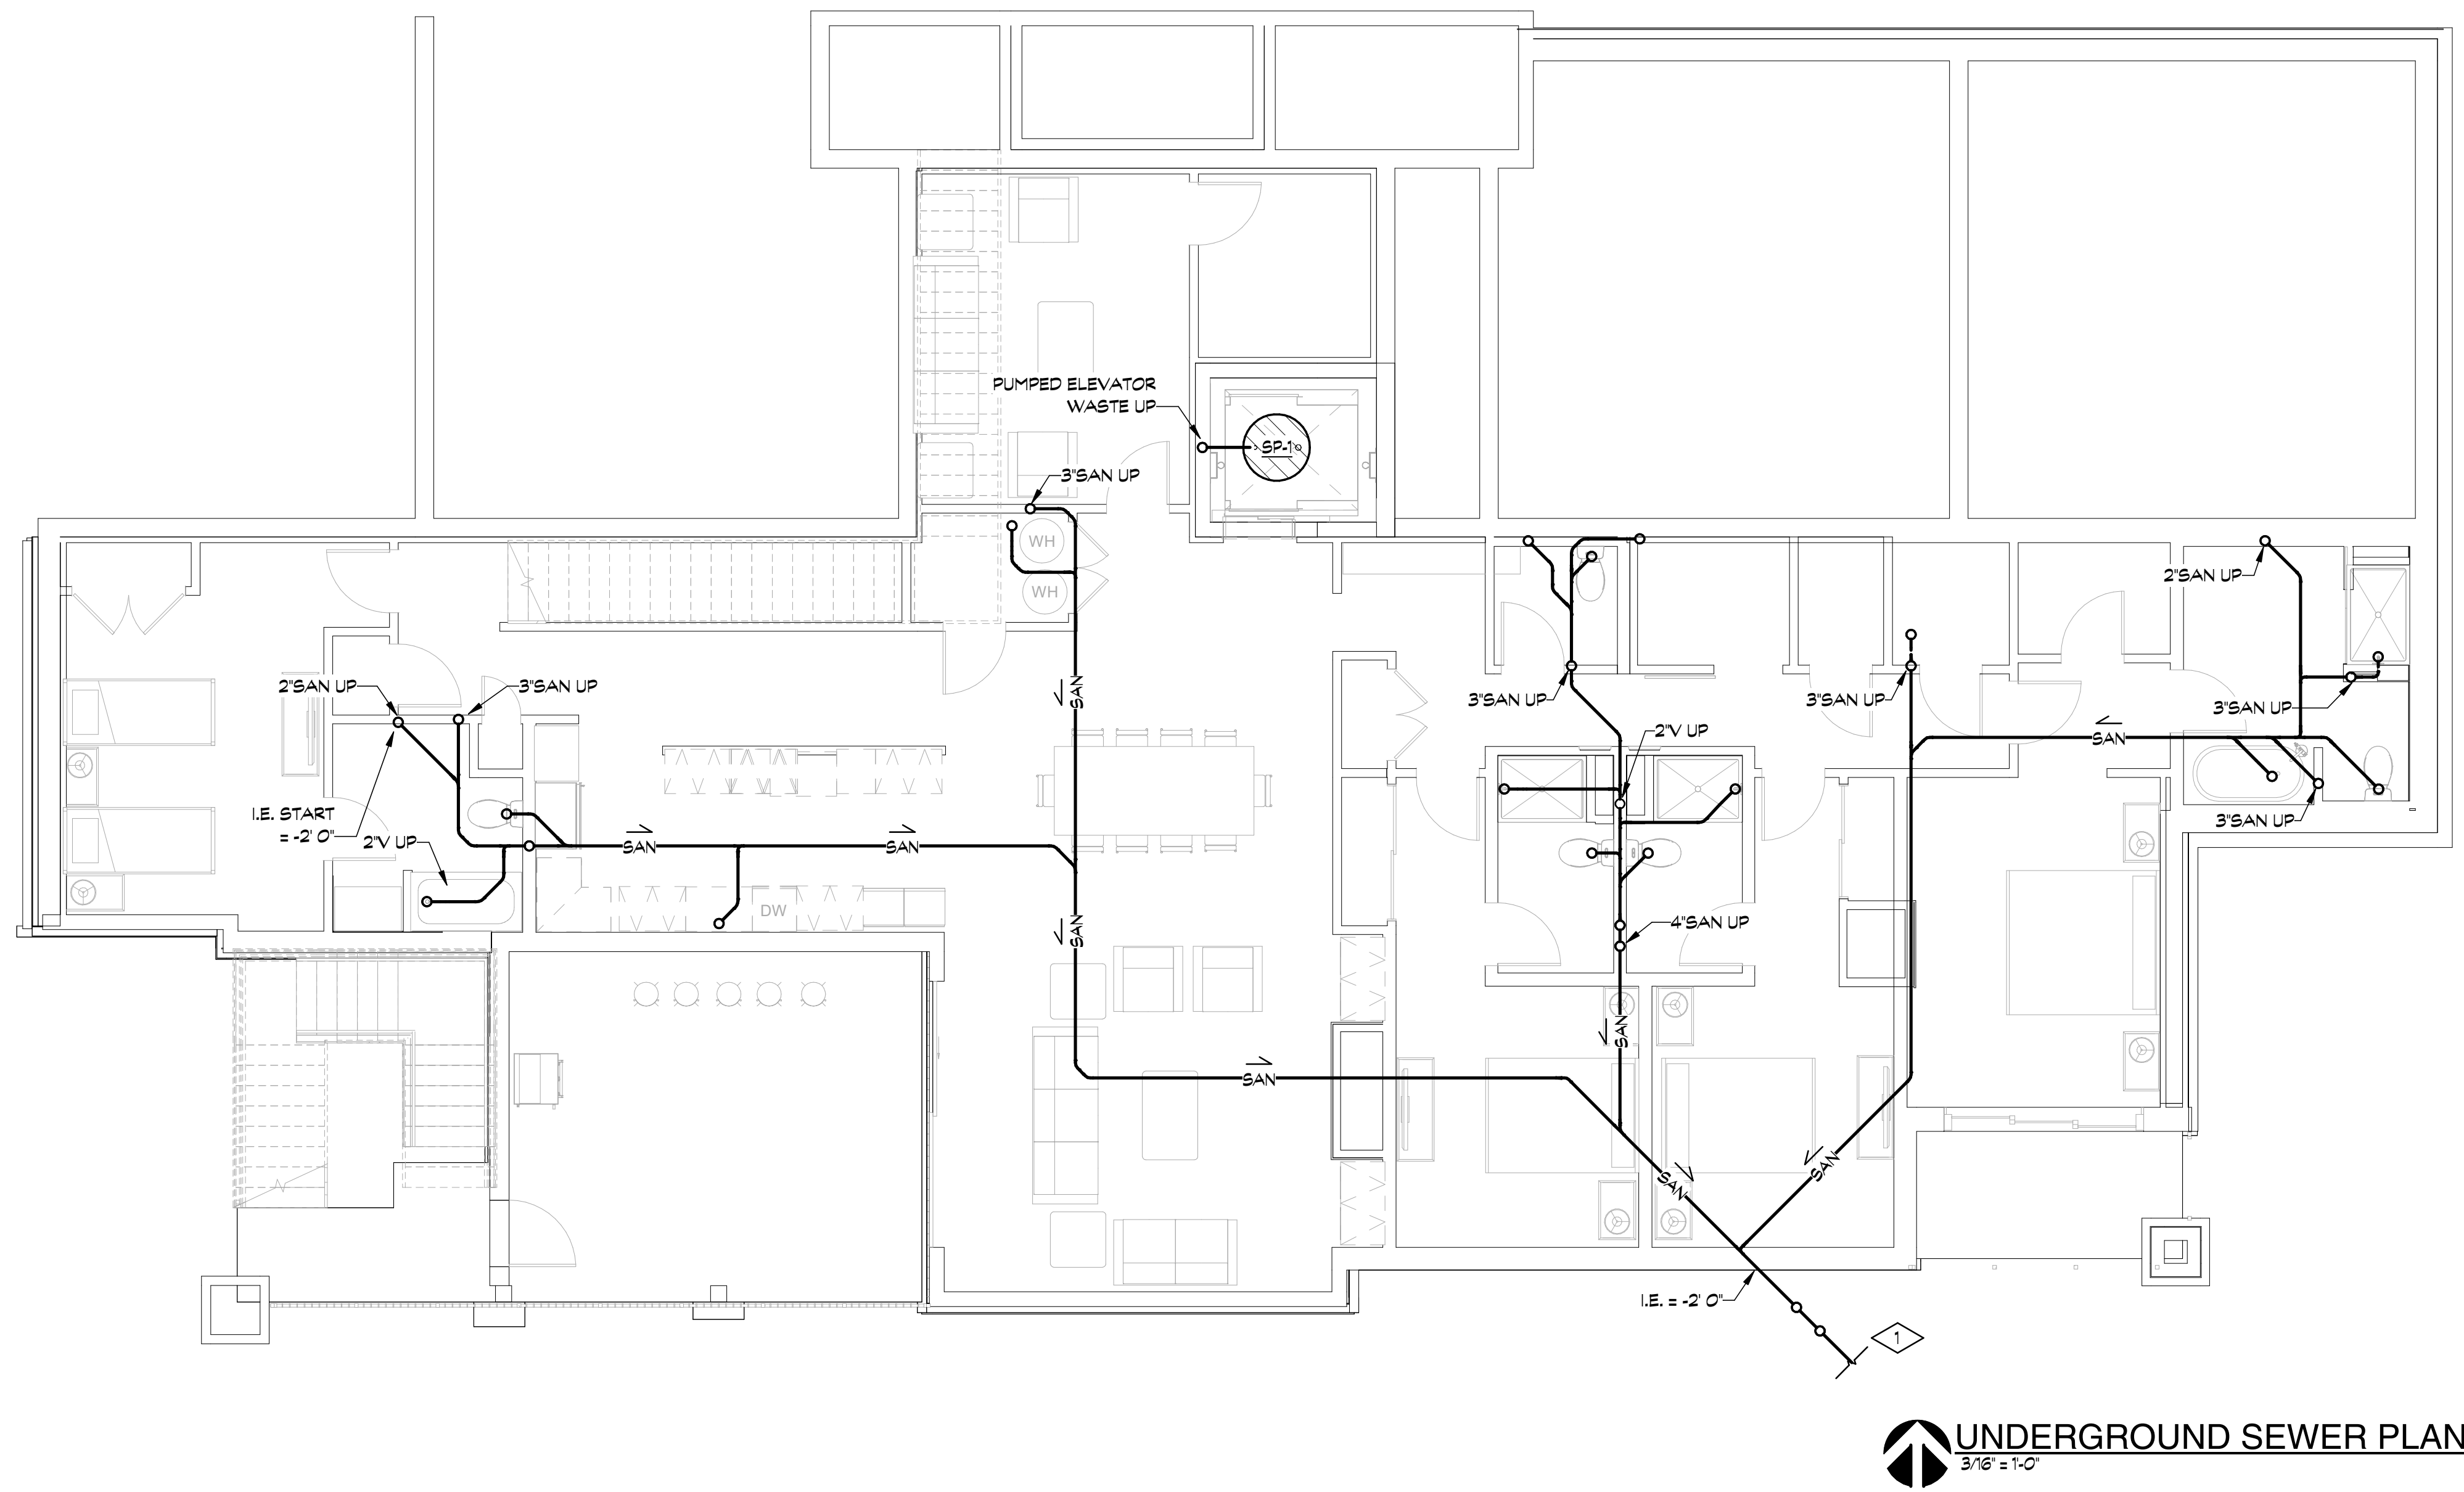 PUMPED ELEVATOR
WASTE UP
SP-1
3"SAN UP
WH
WH
2"SAN UP
2"SAN UP
3"SAN UP
SAN
3"SAN UP
3"SAN UP
3"SAN UP
2"V UP
SAN
I.E. START
= -2' 0"
2"V UP
SAN
SAN
3"SAN UP
DW
SAN
4"SAN UP
SAN
SAN
SAN
SAN
I.E. = -2' 0"
1
UNDERGROUND SEWER PLAN
3/16" = 1'-0"